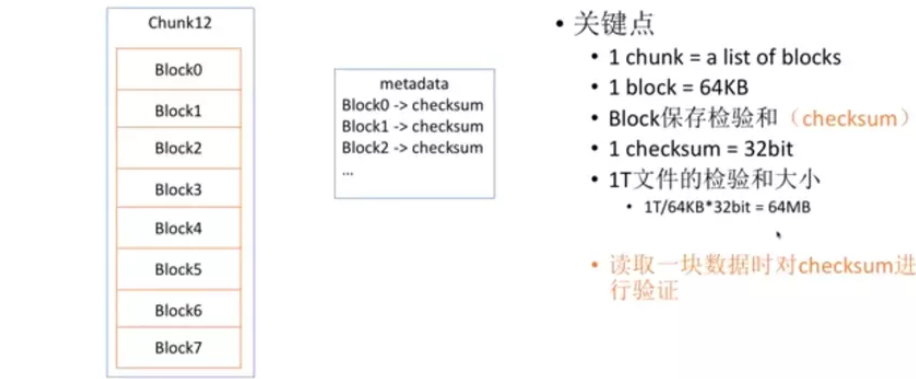 Chunk12
Block0
Block1
Block2
Block3
Block4
Block5
Block6
Block7
metadata
Block0 -> checksum
Block1 -> checksum
Block2 -> checksum
...
• 关键点
• 1 chunk = a list of blocks
• 1 block = 64KB
• Block保存检验和（checksum）
• 1 checksum = 32bit
• 1T文件的检验和大小
• 1T/64KB*32bit = 64MB
• 读取一块数据时对checksum进
行验证